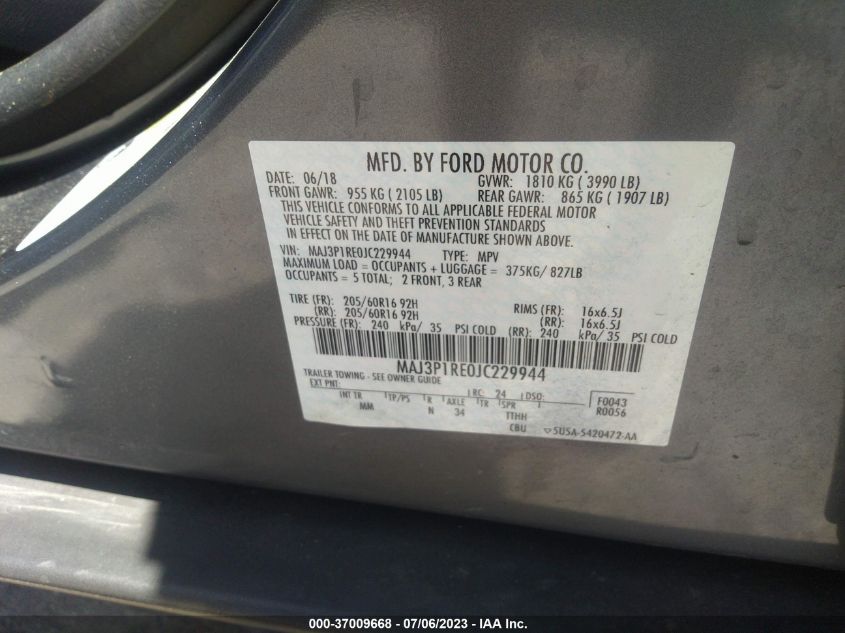 MFD. BY FORD MOTOR CO.
DATE: 06/18 GVWR: 1810 KG ( 3990 LB)
FRONT GAWR: 955 KG ( 2105 LB) REAR GAWR: 865 KG ( 1907 LB)
THIS VEHICLE CONFORMS TO ALL APPLICABLE FEDERAL MOTOR
VEHICLE SAFETY AND THEFT PREVENTION STANDARDS
IN EFFECT ON THE DATE OF MANUFACTURE SHOWN ABOVE.
VIN: MAJ3P1RE0JC229944 TYPE: MPV
MAXIMUM LOAD = OCCUPANTS + LUGGAGE = 375KG/ 827LB
OCCUPANTS = 5 TOTAL; 2 FRONT, 3 REAR
TIRE (FR): 205/60R16 92H RIMS (FR): 16x6.5J
(RR): 205/60R16 92H (RR): 16x6.5J
PRESSURE (FR): 240 kPa/ 35 PSI COLD (RR): 240 kPa/ 35 PSI COLD
MAJ3P1RE0JC229944
TRAILER TOWING - SEE OWNER GUIDE
EXT PNT: RC: 24 DSO: F0043
INT TR TP/PS R AXLE TR SPR R0056
MM N 34 TTHH
CBU 5U5A-5420472-AA
000-37009668 - 07/06/2023 - IAA Inc.